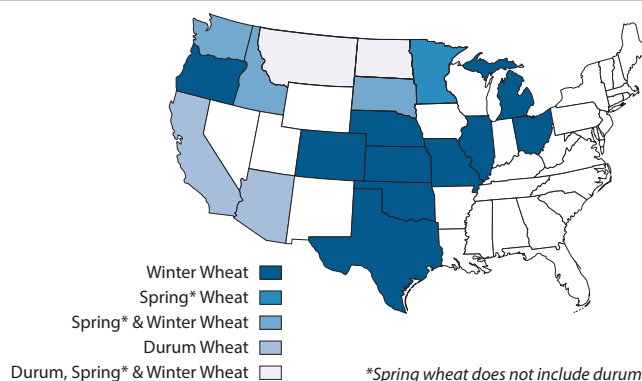 Winter Wheat
Spring* Wheat
Spring* & Winter Wheat
Durum Wheat
Durum, Spring* & Winter Wheat
*Spring wheat does not include durum